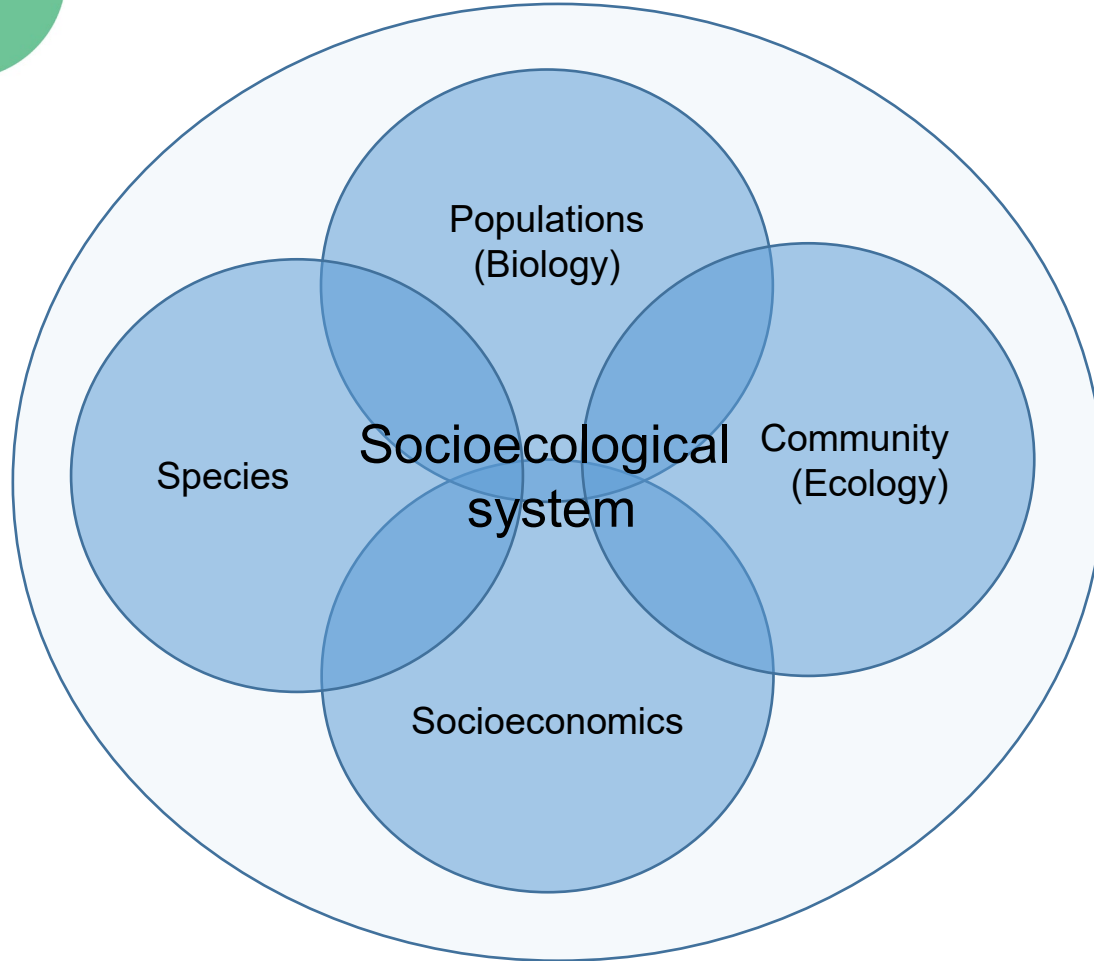 Populations
(Biology)
Socioecological
system
Community
(Ecology)
Species
Socioeconomics